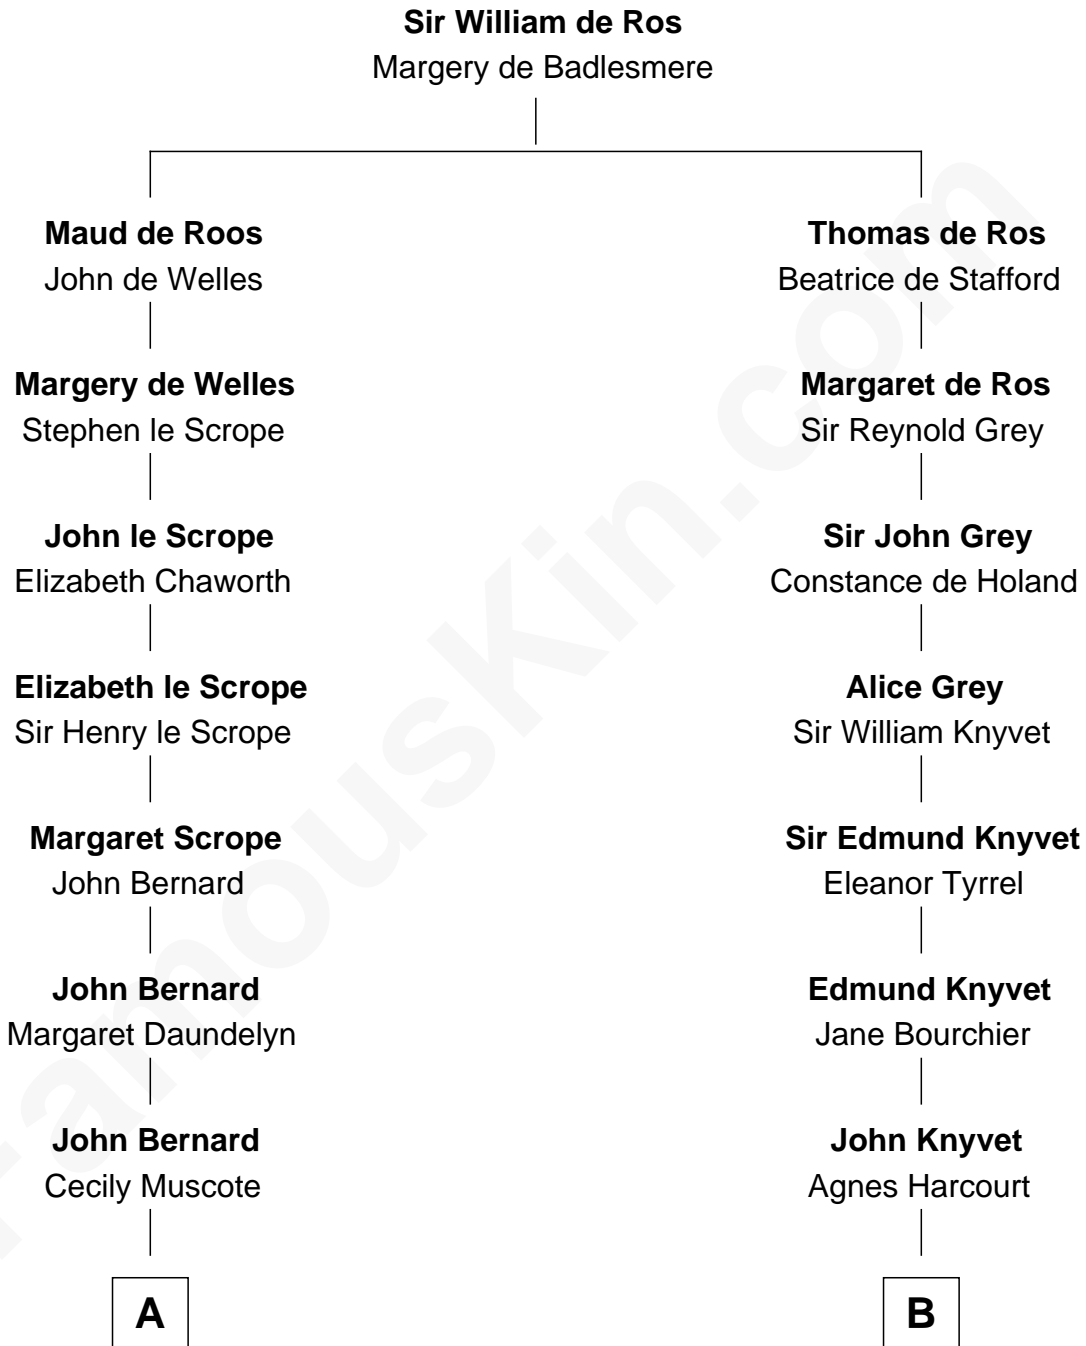 Sir William de Ros
Margery de Badlesmere
Maud de Roos
John de Welles
Thomas de Ros
Beatrice de Stafford
Margery de Welles
Stephen le Scrope
Margaret de Ros
Sir Reynold Grey
John le Scrope
Elizabeth Chaworth
Sir John Grey
Constance de Holand
Elizabeth le Scrope
Sir Henry le Scrope
Alice Grey
Sir William Knyvet
Margaret Scrope
John Bernard
Sir Edmund Knyvet
Eleanor Tyrrel
John Bernard
Margaret Daundelyn
Edmund Knyvet
Jane Bourchier
John Bernard
Cecily Muscote
John Knyvet
Agnes Harcourt
A
B
FamousKin.com